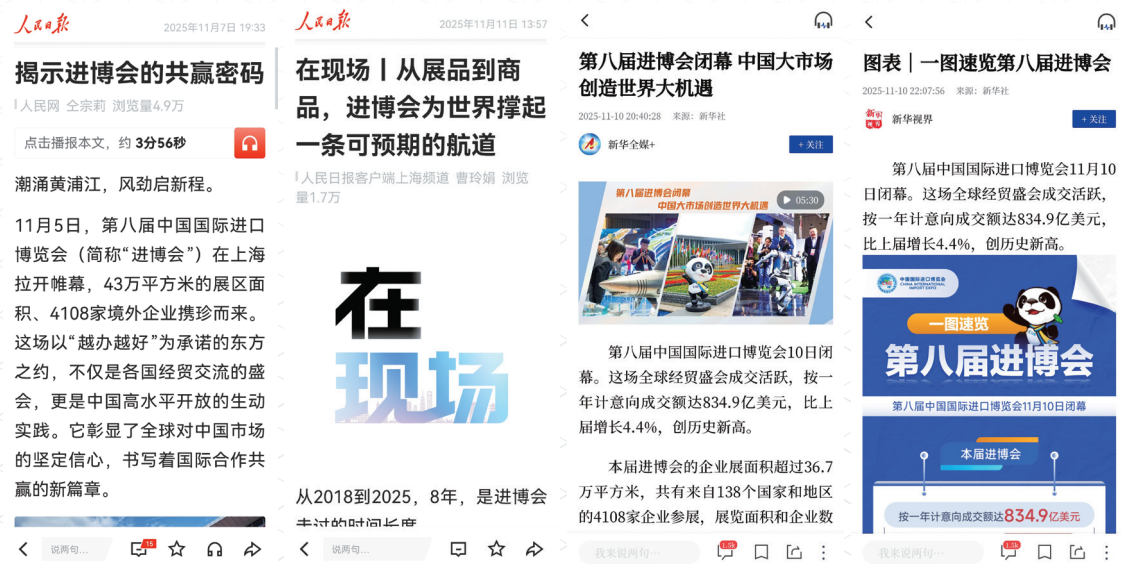 人民日报
2025年11月7日 19:33
揭示进博会的共赢密码
人民网 仝宗莉 浏览量4.9万
点击播报本文，约 3分56秒
潮涌黄浦江，风劲启新程。
11月5日，第八届中国国际进口
博览会（简称“进博会”）在上海
拉开帷幕，43万平方米的展区面
积、4108家境外企业携珍而来。
这场以“越办越好”为承诺的东方
之约，不仅是各国经贸交流的盛
会，更是中国高水平开放的生动
实践。它彰显了全球对中国市场
的坚定信心，书写着国际合作共
赢的新篇章。
说两句...
15
人民日报
2025年11月11日 13:57
在现场丨从展品到商
品，进博会为世界撑起
一条可预期的航道
人民日报客户端上海频道 曹玲娟 浏览
量1.7万
在
现场
从2018到2025，8年，是进博会
走过的时间长度
说两句...
第八届进博会闭幕 中国大市场
创造世界大机遇
2025-11-10 20:40:28 来源：新华社
新华全媒+
+ 关注
第八届进博会闭幕
中国大市场创造世界大机遇
05:30
第八届中国国际进口博览会10日闭
幕。这场全球经贸盛会成交活跃，按一
年计意向成交额达834.9亿美元，比上
届增长4.4%，创历史新高。
本届进博会的企业展面积超过36.7
万平方米，共有来自138个国家和地区
的4108家企业参展，展览面积和企业数
我来说两句…
1.5k
图表｜一图速览第八届进博会
2025-11-10 22:07:56 来源：新华社
新华视界
+ 关注
第八届中国国际进口博览会11月10
日闭幕。这场全球经贸盛会成交活跃，
按一年计意向成交额达834.9亿美元，
比上届增长4.4%，创历史新高。
中国国际进口博览会
CHINA INTERNATIONAL
IMPORT EXPO
一图速览
第八届进博会
第八届中国国际进口博览会11月10日闭幕
本届进博会
按一年计意向成交额达834.9亿美元
我来说两句…
1.5k